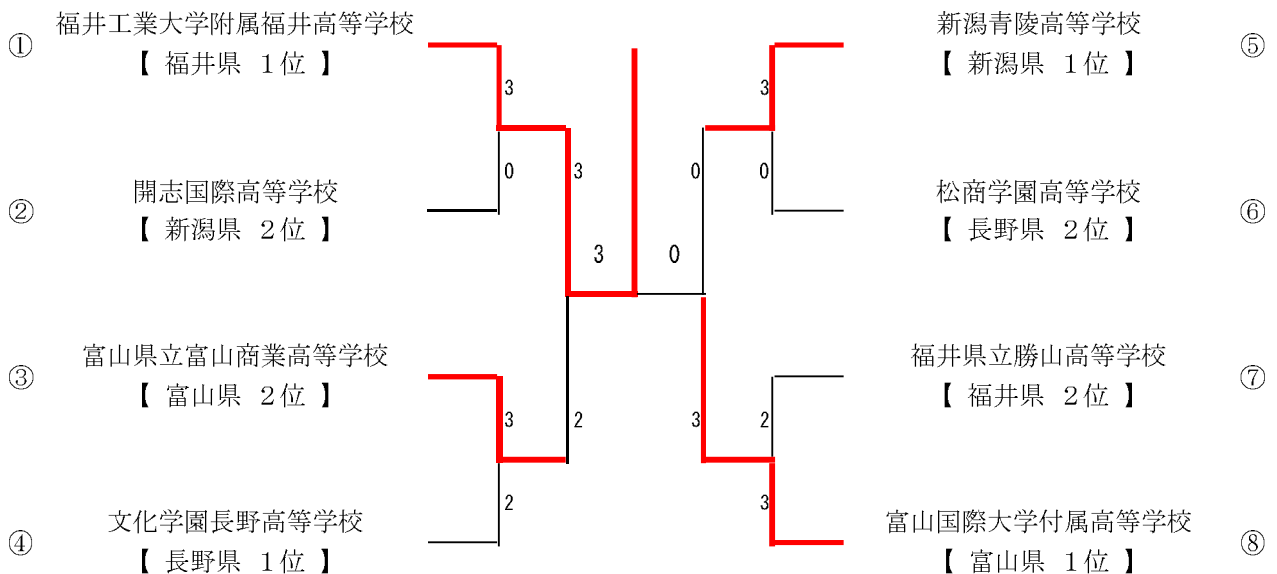 ① 福井工業大学附属福井高等学校
【 福井県 1位 】
3
0
② 開志国際高等学校
【 新潟県 2位 】
3
3
③ 富山県立富山商業高等学校
【 富山県 2位 】
3
2
2
④ 文化学園長野高等学校
【 長野県 1位 】
新潟青陵高等学校 ⑤
【 新潟県 1位 】
3
0
0
松商学園高等学校 ⑥
【 長野県 2位 】
0
福井県立勝山高等学校 ⑦
【 福井県 2位 】
3
2
3
富山国際大学付属高等学校 ⑧
【 富山県 1位 】